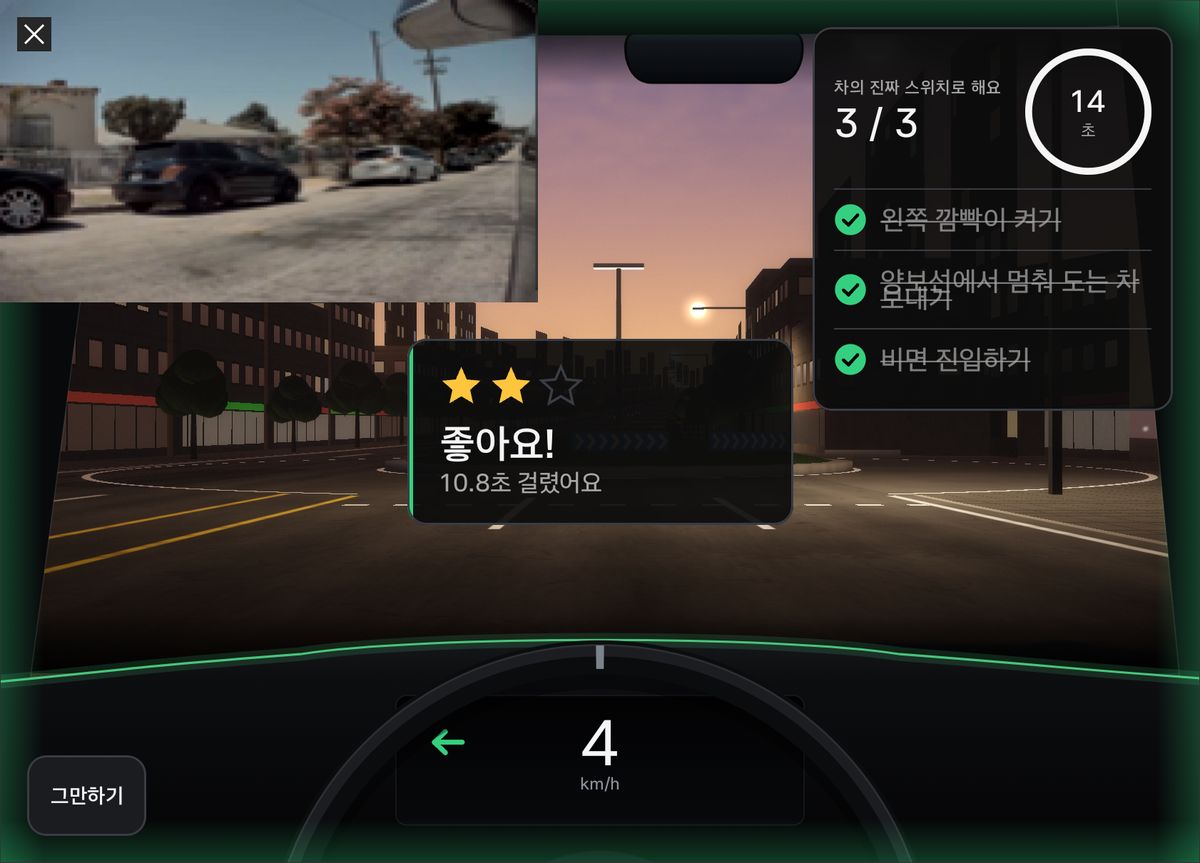 차의 진짜 스위치로 해요
3 / 3
14
초
왼쪽 깜빡이 켜기
양보선에서 멈춰 도는 차
보내기
비면 진입하기
좋아요!
10.8초 걸렸어요
4
km/h
그만하기